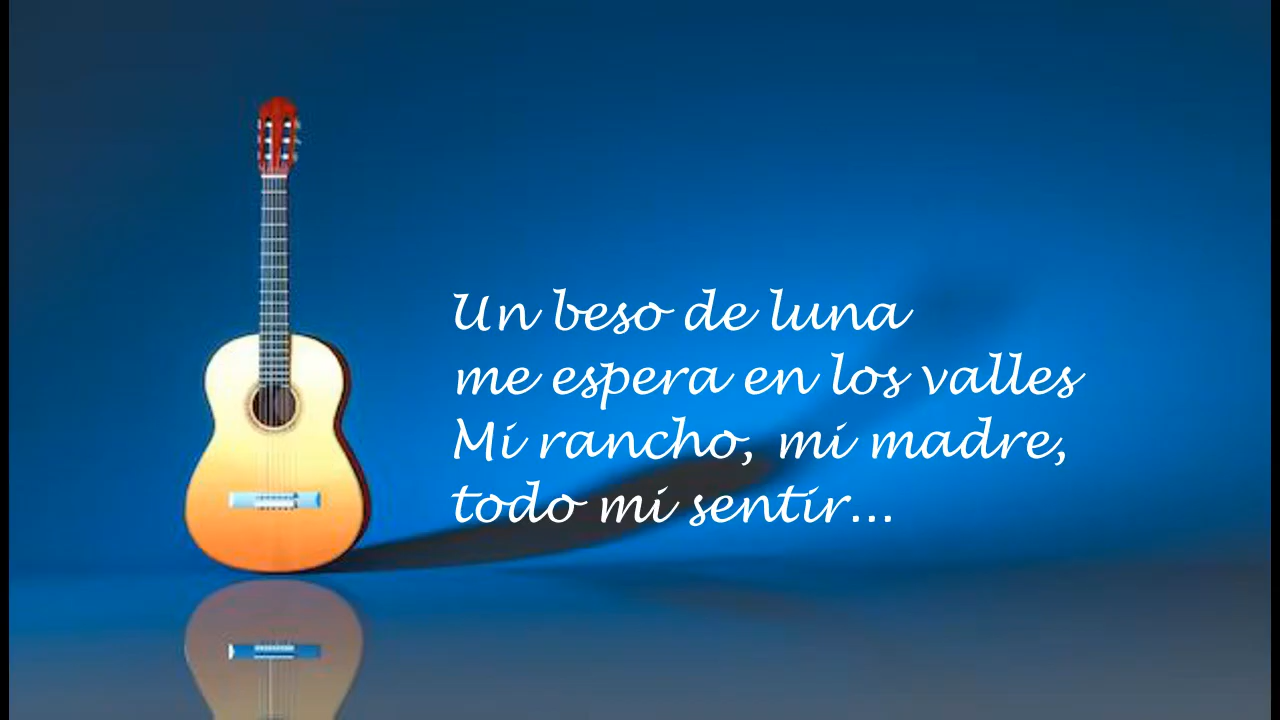 Un beso de luna
me espera en los valles
Mi rancho, mi madre,
todo mi sentir...